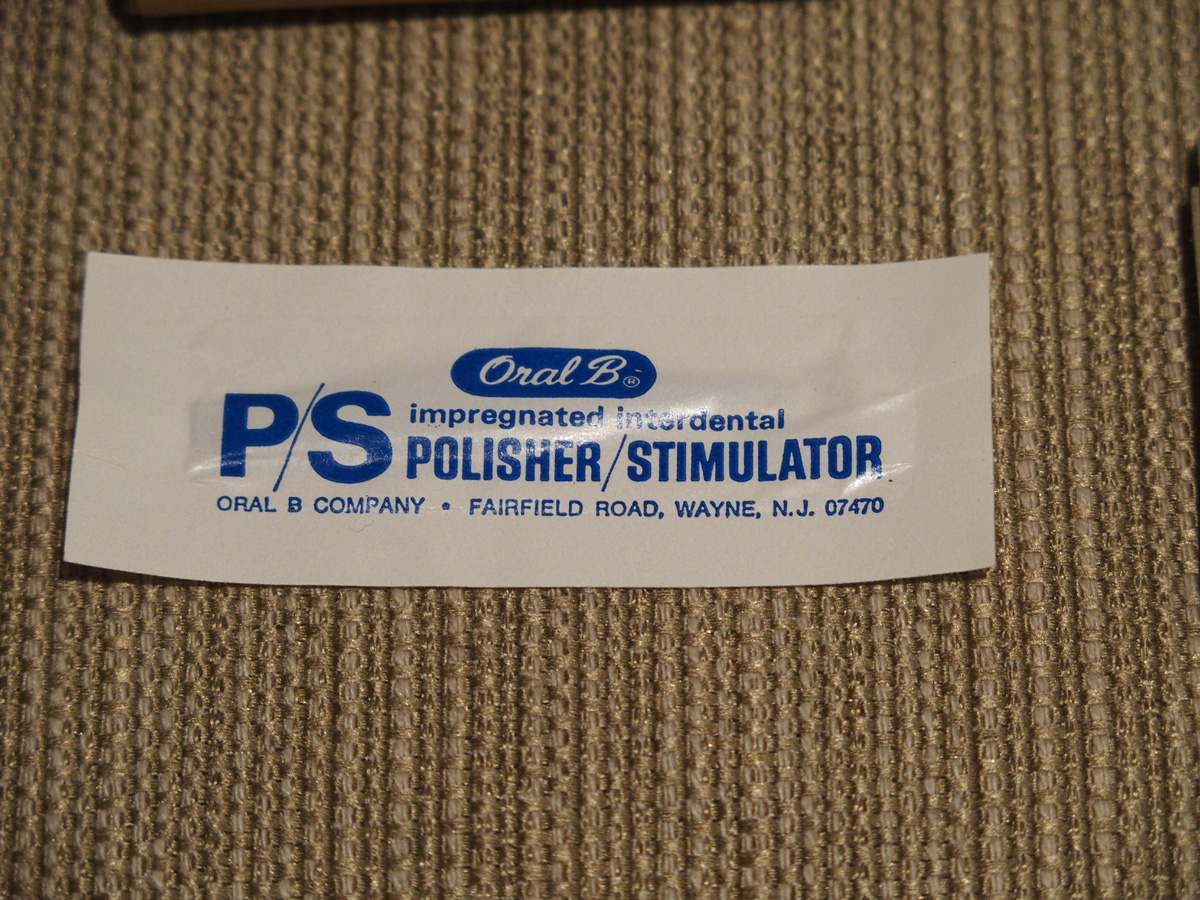 Oral B®
P/S
impregnated interdental
POLISHER/STIMULATOR
ORAL B COMPANY • FAIRFIELD ROAD, WAYNE, N.J. 07470